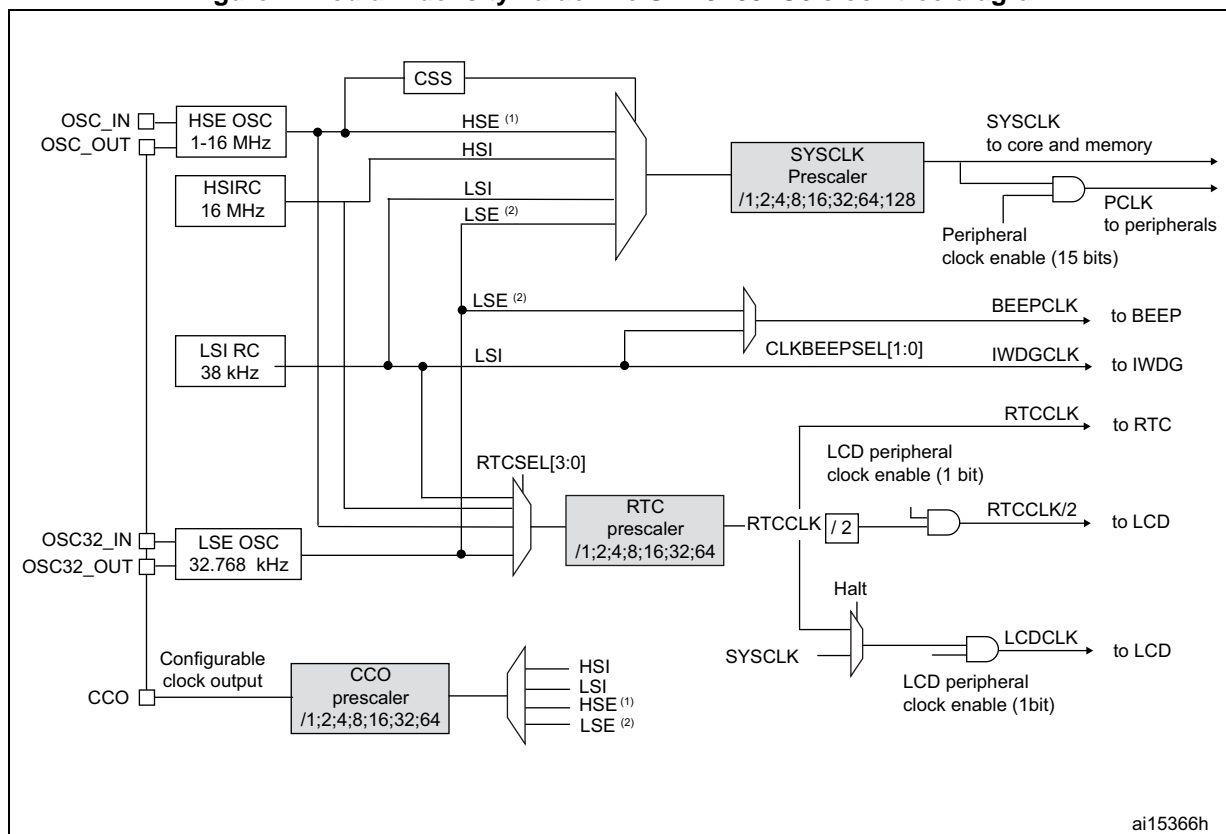 CSS
OSC_IN
OSC_OUT
HSE OSC
1-16 MHz
HSE (1)
HSI
LSI
LSE (2)
HSIRC
16 MHz
SYSCLK
Prescaler
/1;2;4;8;16;32;64;128
SYSCLK
to core and memory
PCLK
to peripherals
Peripheral
clock enable (15 bits)
LSE (2)
BEEPCLK
to BEEP
CLKBEEPSEL[1:0]
LSI RC
38 kHz
LSI
IWDGCLK
to IWDG
RTCCLK
to RTC
RTCSEL[3:0]
LCD peripheral
clock enable (1 bit)
RTC
prescaler
/1;2;4;8;16;32;64
RTCCLK
/ 2
RTCCLK/2
to LCD
OSC32_IN
OSC32_OUT
LSE OSC
32.768 kHz
Halt
SYSCLK
LCDCLK
to LCD
LCD peripheral
clock enable (1bit)
Configurable
clock output
CCO
CCO
prescaler
/1;2;4;8;16;32;64
HSI
LSI
HSE (1)
LSE (2)
ai15366h